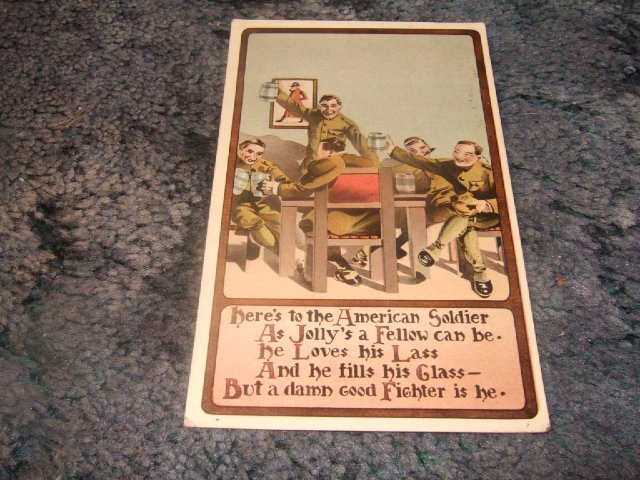 Here's to the American Soldier
As Jolly's a Fellow can be.
he Loves his Lass
And he fills his Glass—
But a damn good Fighter is he.